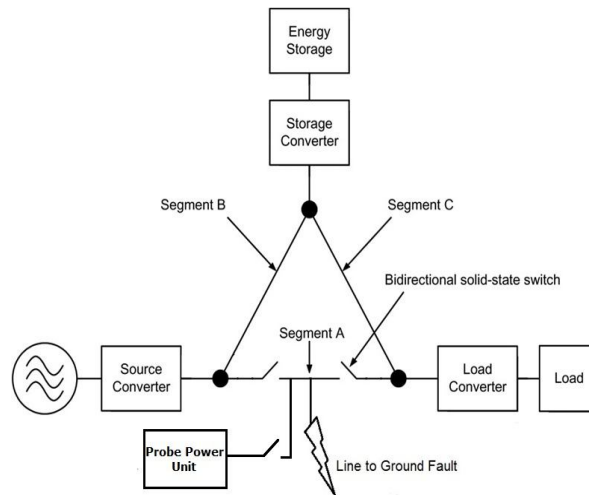 Energy
Storage
Storage
Converter
Segment B
Segment C
Bidirectional solid-state switch
Segment A
Source
Converter
Load
Converter
Load
Probe Power
Unit
Line to Ground Fault